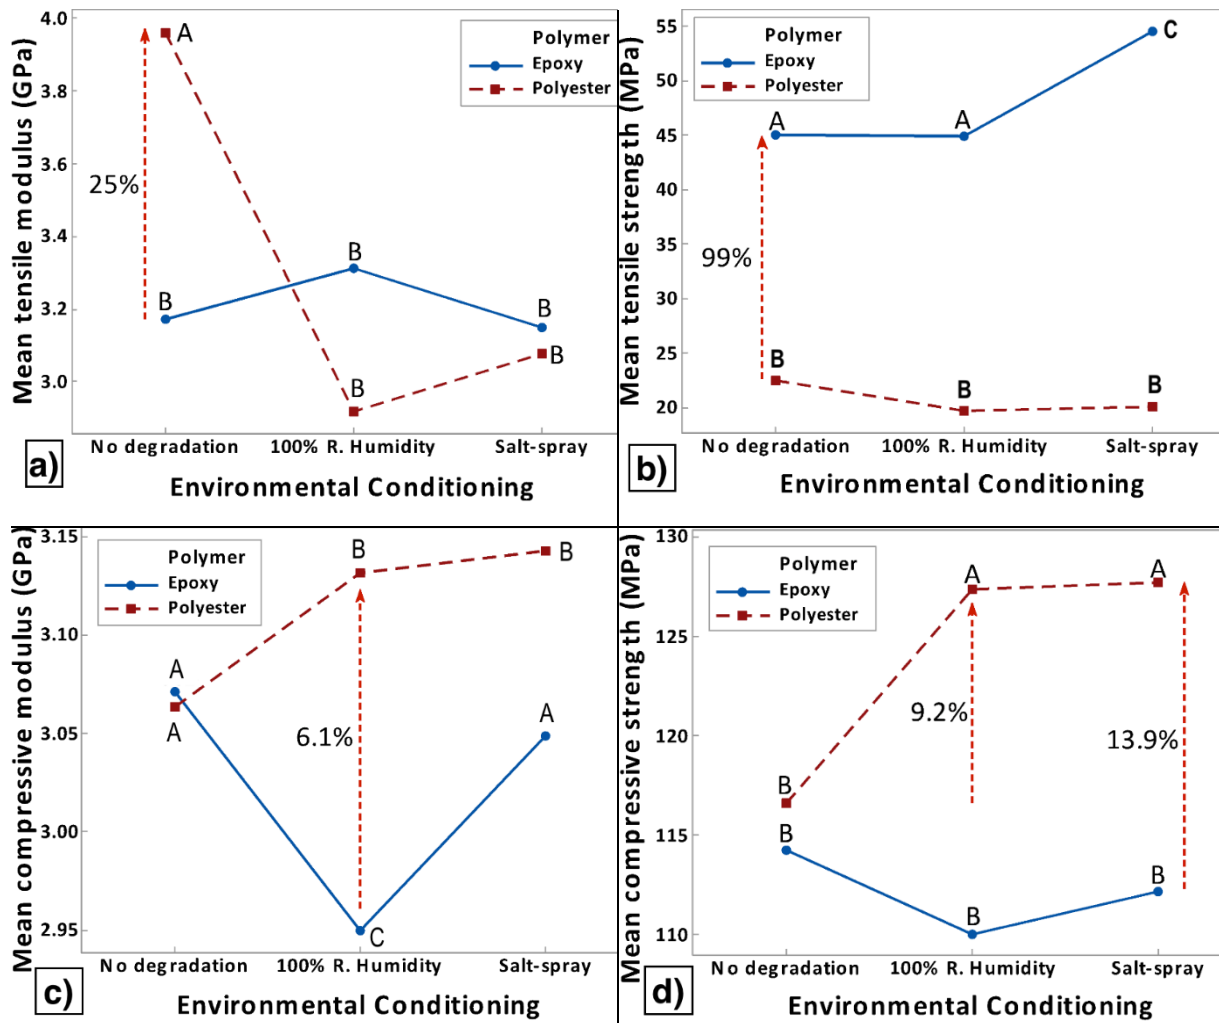 Mean tensile modulus (GPa)
4.0
3.8
3.6
3.4
3.2
3.0
Polymer
Epoxy
Polyester
A
25%
B
B
B
B
B
No degradation
100% R. Humidity
Salt-spray
Environmental Conditioning
a)
Mean tensile strength (MPa)
55
50
45
40
35
30
25
20
Polymer
Epoxy
Polyester
C
A
A
99%
B
B
B
No degradation
100% R. Humidity
Salt-spray
Environmental Conditioning
b)
Mean compressive modulus (GPa)
3.15
3.10
3.05
3.00
2.95
Polymer
Epoxy
Polyester
B
B
A
A
A
6.1%
C
No degradation
100% R. Humidity
Salt-spray
Environmental Conditioning
c)
Mean compressive strength (MPa)
130
125
120
115
110
Polymer
Epoxy
Polyester
A
A
9.2%
13.9%
B
B
B
B
No degradation
100% R. Humidity
Salt-spray
Environmental Conditioning
d)